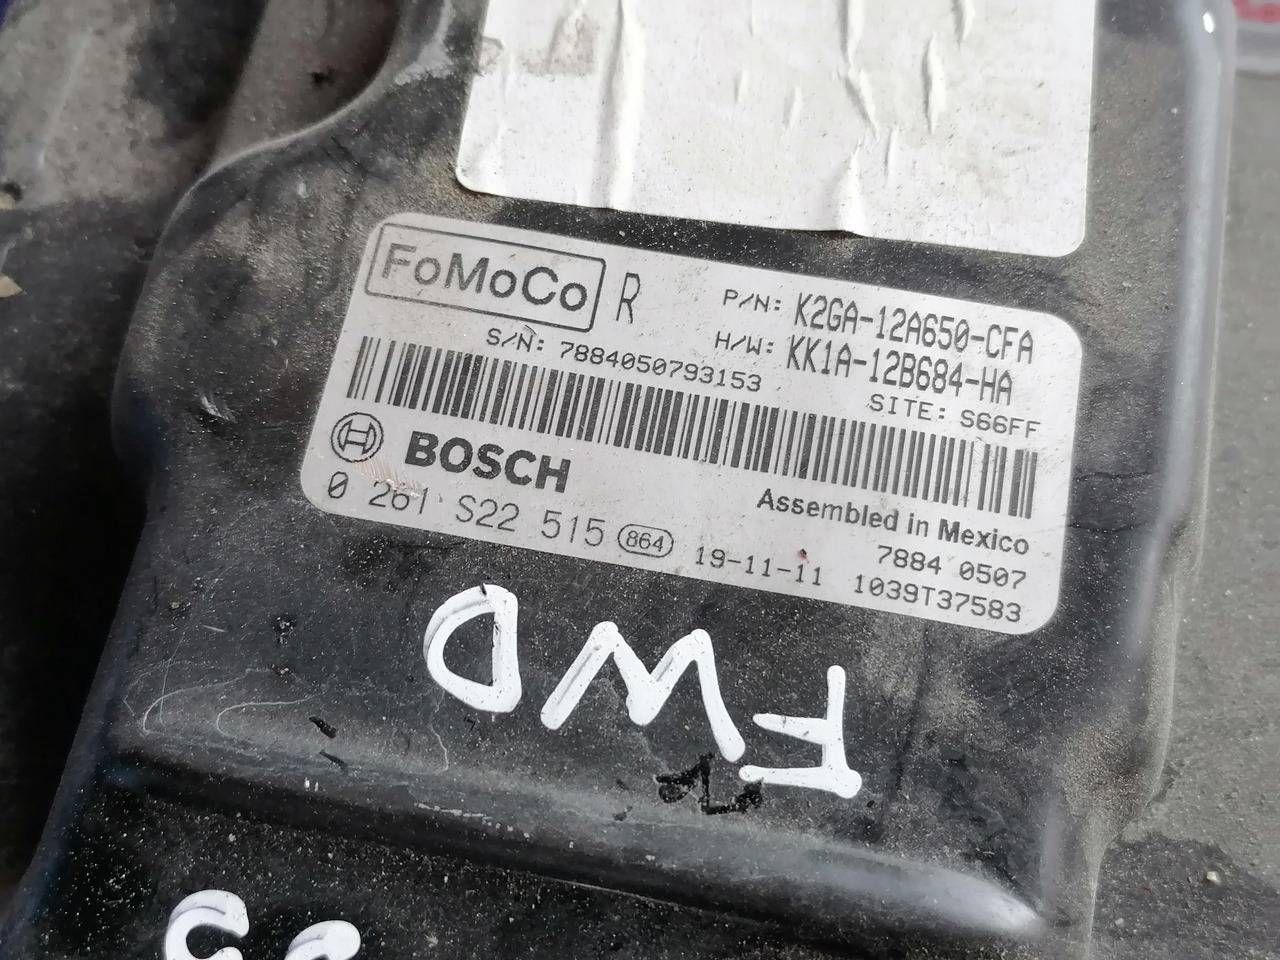 FoMoCo R P/N: K2GA-12A650-CFA
H/W: KK1A-12B684-HA
S/N: 7884050793153
SITE: S66FF
BOSCH
Assembled in Mexico
0 261 S22 515 864 19-11-11 7884 0507
1039T37583
FWD